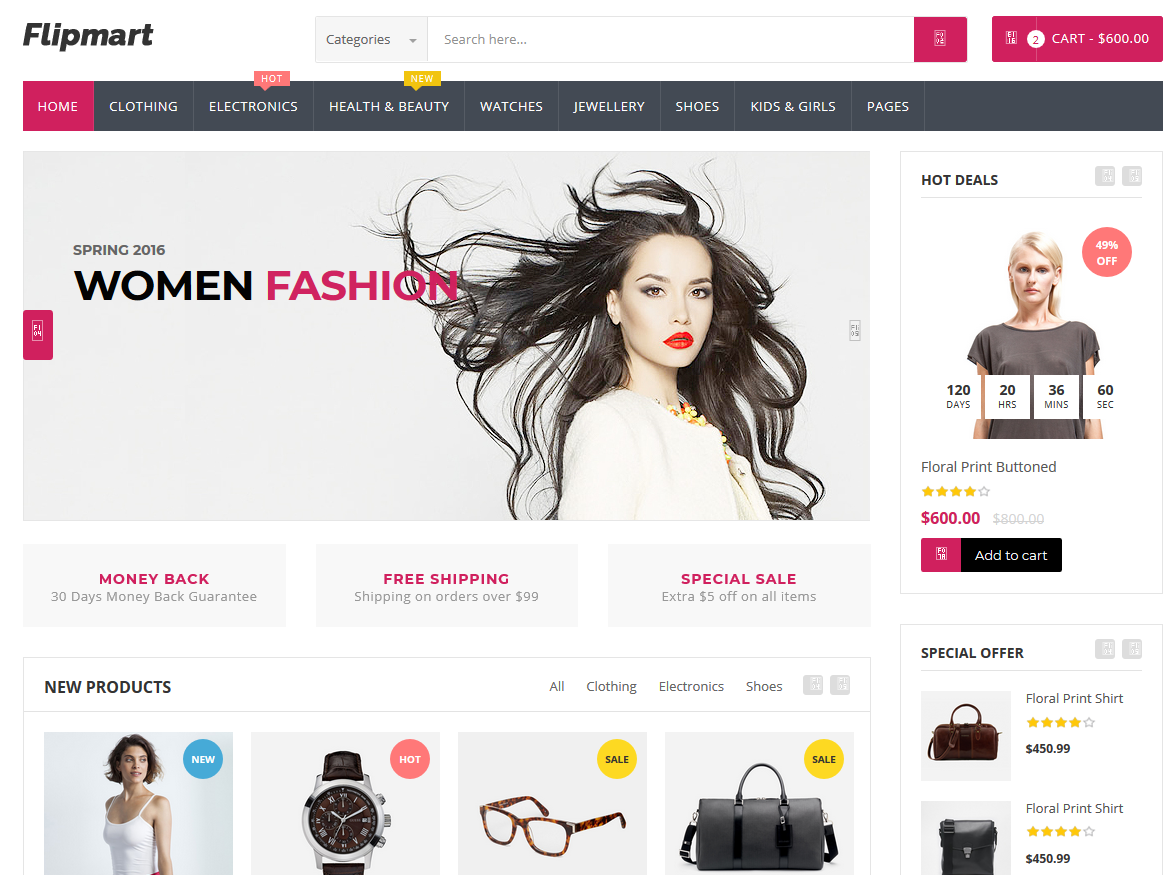 Flipmart
Categories
Search here...
2
CART - $600.00
HOT
NEW
HOME
CLOTHING
ELECTRONICS
HEALTH & BEAUTY
WATCHES
JEWELLERY
SHOES
KIDS & GIRLS
PAGES
SPRING 2016
WOMEN FASHION
HOT DEALS
49%
OFF
120 20 36 60
DAYS HRS MINS SEC
Floral Print Buttoned
$600.00 $800.00
Add to cart
MONEY BACK
30 Days Money Back Guarantee
FREE SHIPPING
Shipping on orders over $99
SPECIAL SALE
Extra $5 off on all items
NEW PRODUCTS
All Clothing Electronics Shoes
NEW
HOT
SALE
SALE
SPECIAL OFFER
Floral Print Shirt
$450.99
Floral Print Shirt
$450.99